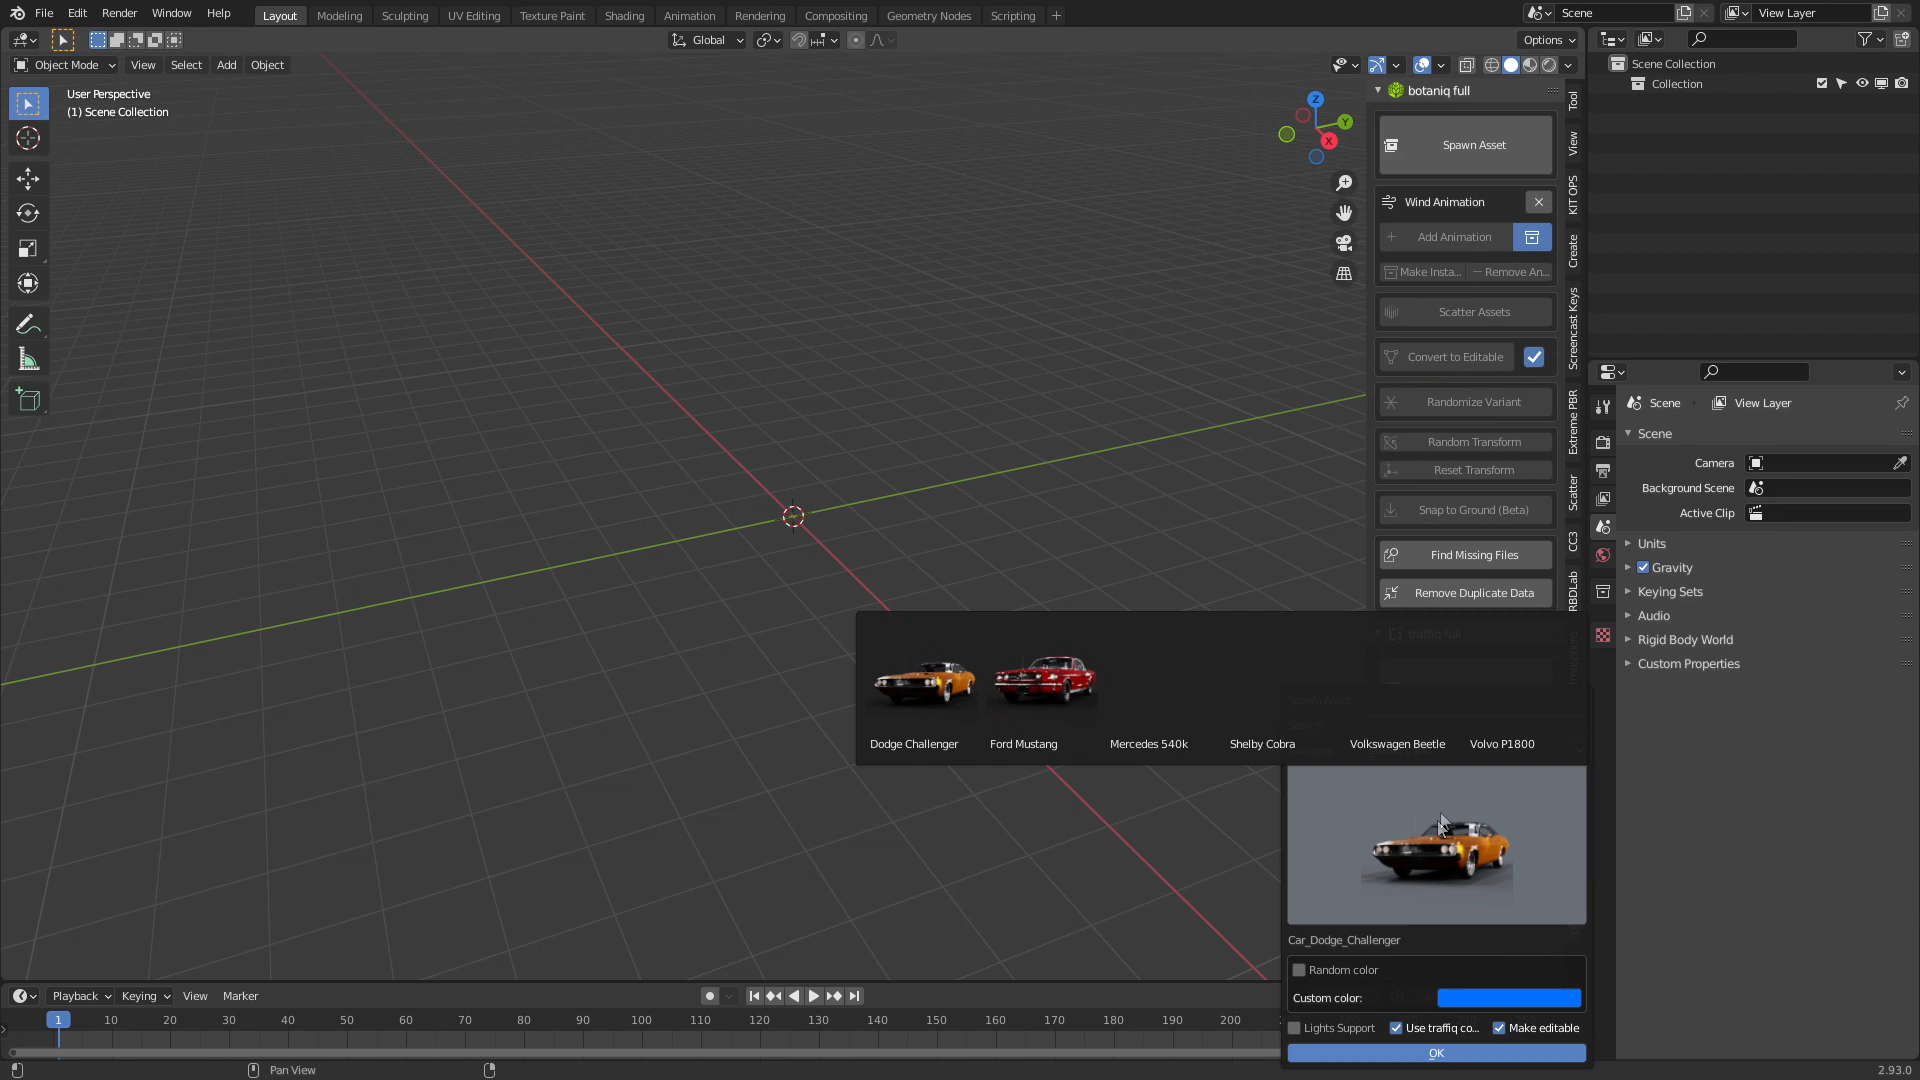 File Edit Render Window Help
Layout Modeling Sculpting UV Editing Texture Paint Shading Animation Rendering Compositing Geometry Nodes Scripting
Scene
View Layer
Global
Options
Object Mode View Select Add Object
User Perspective
(1) Scene Collection
Z
Y
X
botaniq full
Spawn Asset
Wind Animation
Add Animation
Make Insta... Remove An...
Scatter Assets
Convert to Editable
Randomize Variant
Random Transform
Reset Transform
Snap to Ground (Beta)
Find Missing Files
Remove Duplicate Data
traffiq full
Tool
View
KIT OPS
Create
Screencast Keys
Extreme PBR
Scatter
CC3
RBDLab
Scene Collection
Collection
Scene
View Layer
Scene
Camera
Background Scene
Active Clip
Units
Gravity
Keying Sets
Audio
Rigid Body World
Custom Properties
Dodge Challenger
Ford Mustang
Mercedes 540k
Shelby Cobra
Volkswagen Beetle
Volvo P1800
Spawn Asset
Car_Dodge_Challenger
Random color
Custom color:
Lights Support
Use traffiq co...
Make editable
OK
Playback Keying View Marker
1 10 20 30 40 50 60 70 80 90 100 110 120 130 140 150 160 170 180 190 200
Pan View
2.93.0